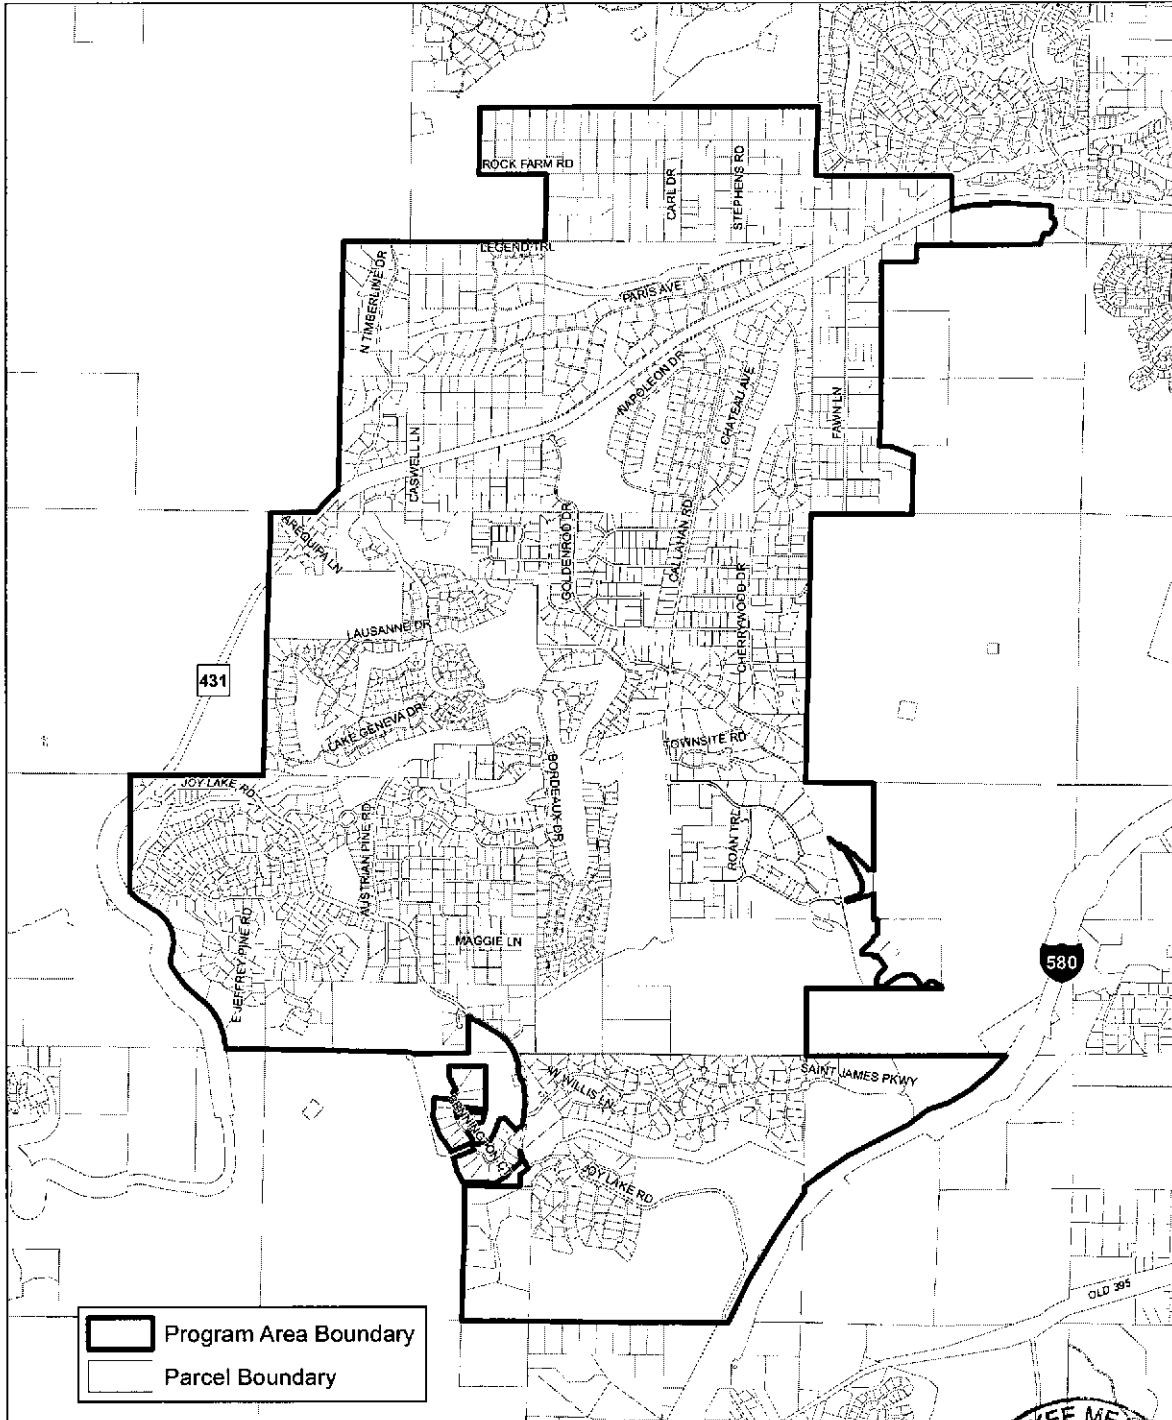 ROCK FARM RD
CARL DR
STEPHENS RD
LEGEND TRL
N TIMBERLINE DR
PARIS AVE
NAPOLEON DR
CHATEAU AVE
FAWN LN
CASWELL LN
AREQUIPA LN
GOLDENROD DR
CALLAHAN RD
CHERRYWOOD DR
LAUSANNE DR
431
LAKE GENEVA DR
TOWNSITE RD
BORDEAUX DR
JOY LAKE RD
AUSTRIAN PINE RD
ROAN TRL
E JEFFREY PINE RD
MAGGIE LN
580
W WILLIS LN
SAINT JAMES PKWY
JOY LAKE RD
OLD 395
Program Area Boundary
Parcel Boundary